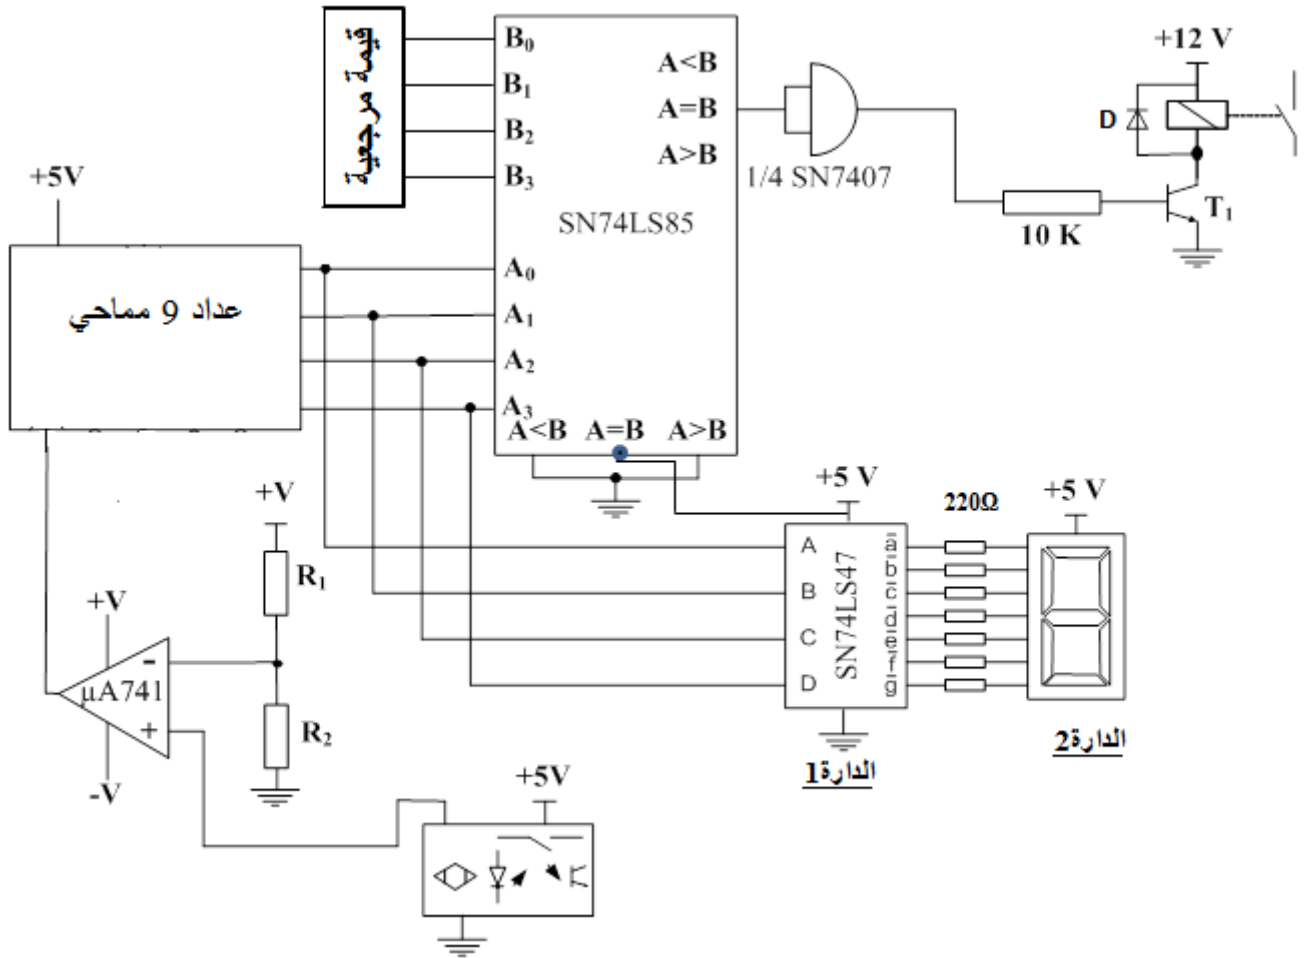 قيمة مرجعية
B₀
B₁
B₂
B₃
A<B
A=B
A>B
SN74LS85
A₀
A₁
A₂
A₃
A<B A=B A>B
1/4 SN7407
+12 V
D
T₁
10 K
+5V
عداد 9 مماحي
+V
R₁
R₂
+V
-
µA741
+
-V
+5V
+5 V
A
B
C
D
SN74LS47
a̅
b̅
c̅
d̅
e̅
f̅
g̅
220Ω
+5 V
الدارة1
الدارة2